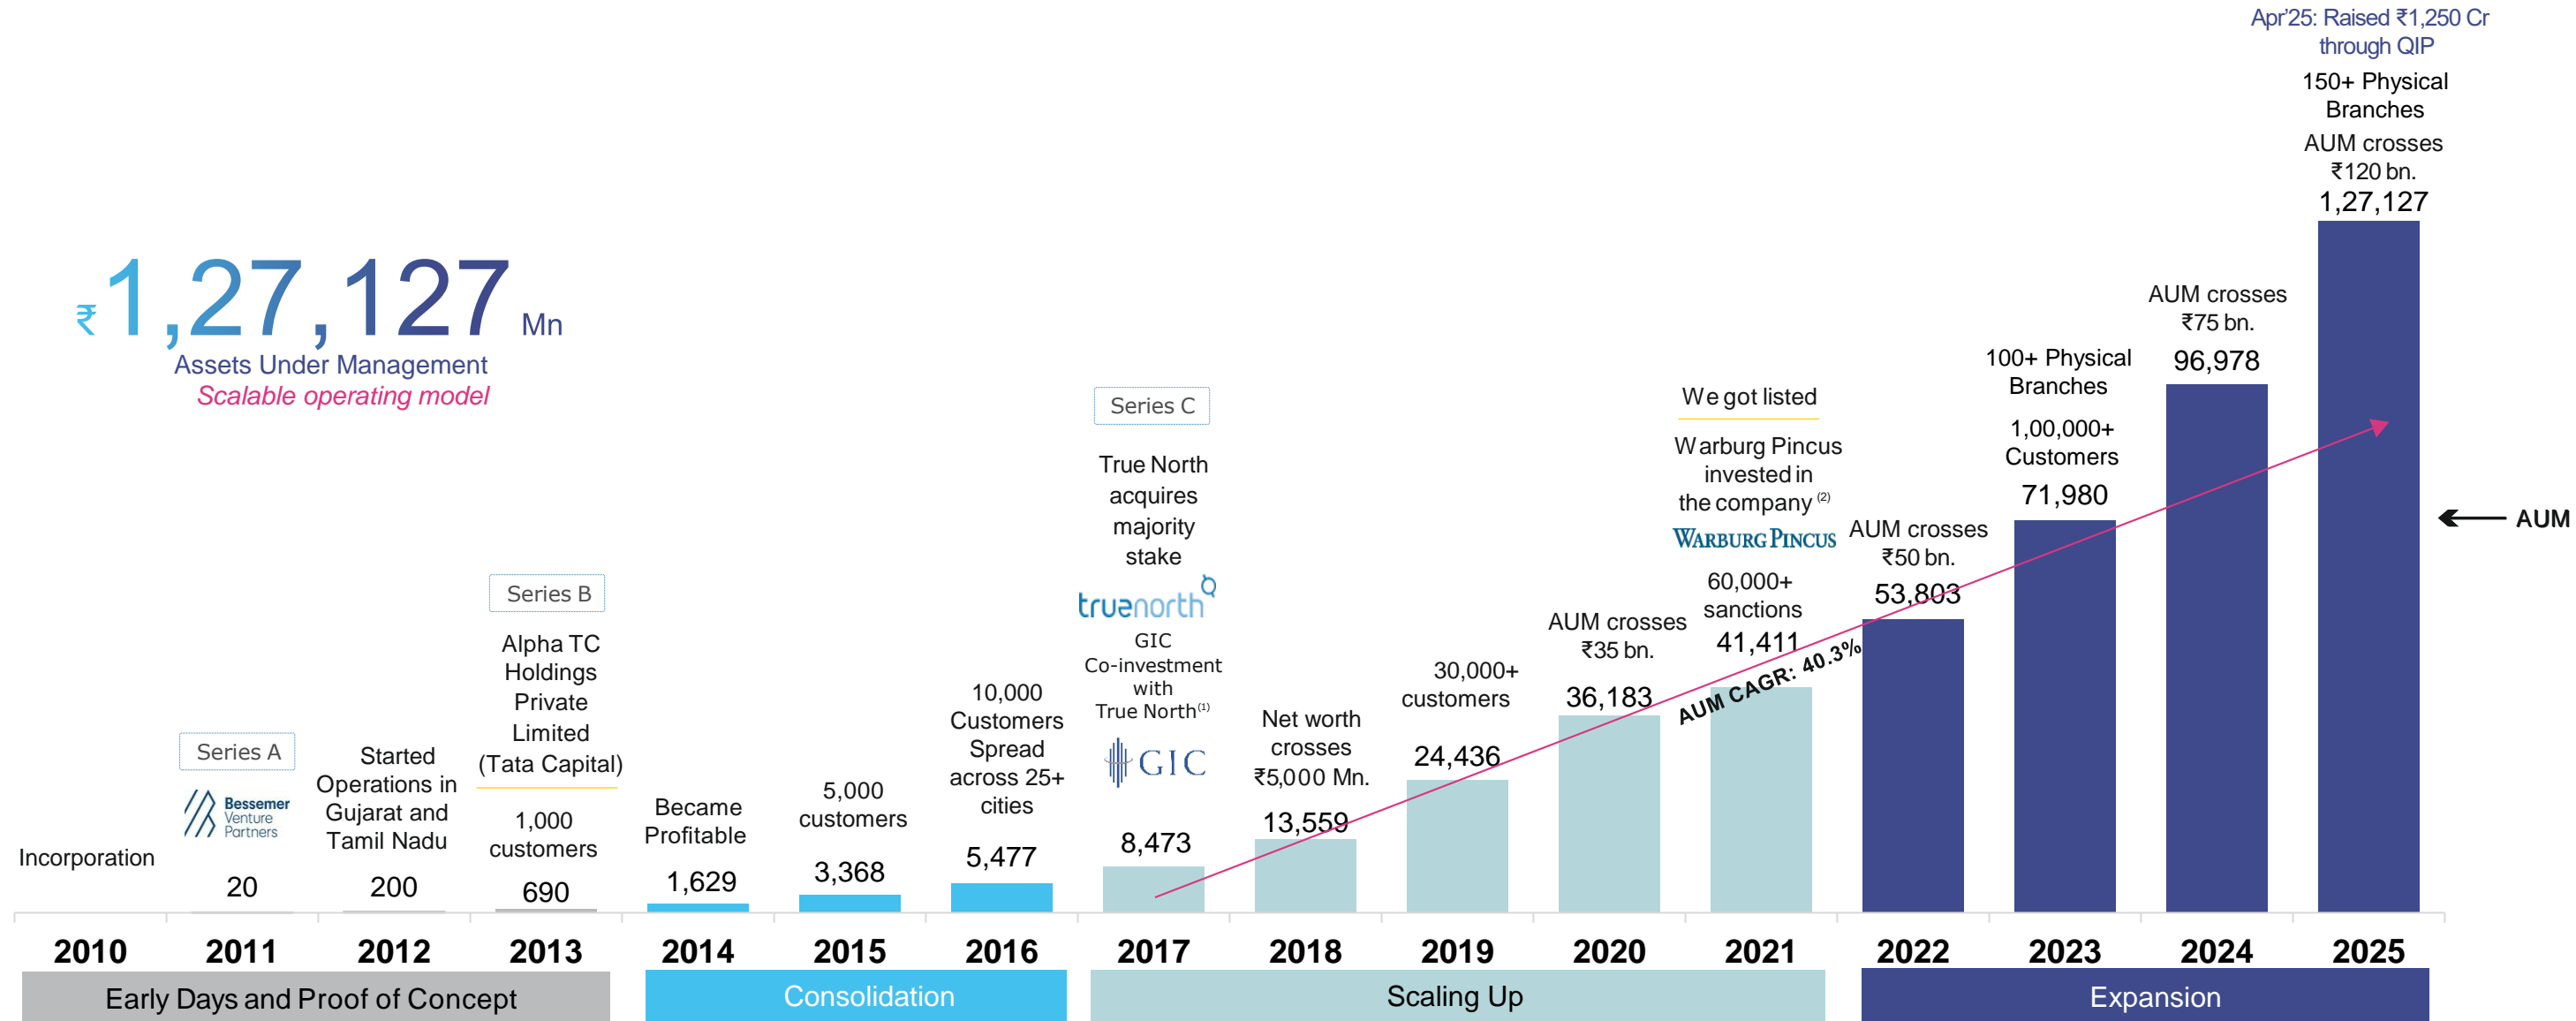 ₹1,27,127 Mn
Assets Under Management
Scalable operating model
Incorporation
Series A
Bessemer
Venture
Partners
20
Started
Operations in
Gujarat and
Tamil Nadu
200
Series B
Alpha TC
Holdings
Private
Limited
(Tata Capital)
1,000
customers
690
Became
Profitable
1,629
5,000
customers
3,368
10,000
Customers
Spread
across 25+
cities
5,477
Series C
True North
acquires
majority
stake
truenorth
GIC
Co-investment
with
True North(1)
GIC
8,473
Net worth
crosses
₹5,000 Mn.
13,559
30,000+
customers
24,436
AUM crosses
₹35 bn.
36,183
We got listed
Warburg Pincus
invested in
the company (2)
WARBURG PINCUS
60,000+
sanctions
41,411
AUM CAGR: 40.3%
AUM crosses
₹50 bn.
53,803
100+ Physical
Branches
1,00,000+
Customers
71,980
AUM crosses
₹75 bn.
96,978
Apr'25: Raised ₹1,250 Cr
through QIP
150+ Physical
Branches
AUM crosses
₹120 bn.
1,27,127
AUM
2010 2011 2012 2013 2014 2015 2016 2017 2018 2019 2020 2021 2022 2023 2024 2025
Early Days and Proof of Concept
Consolidation
Scaling Up
Expansion